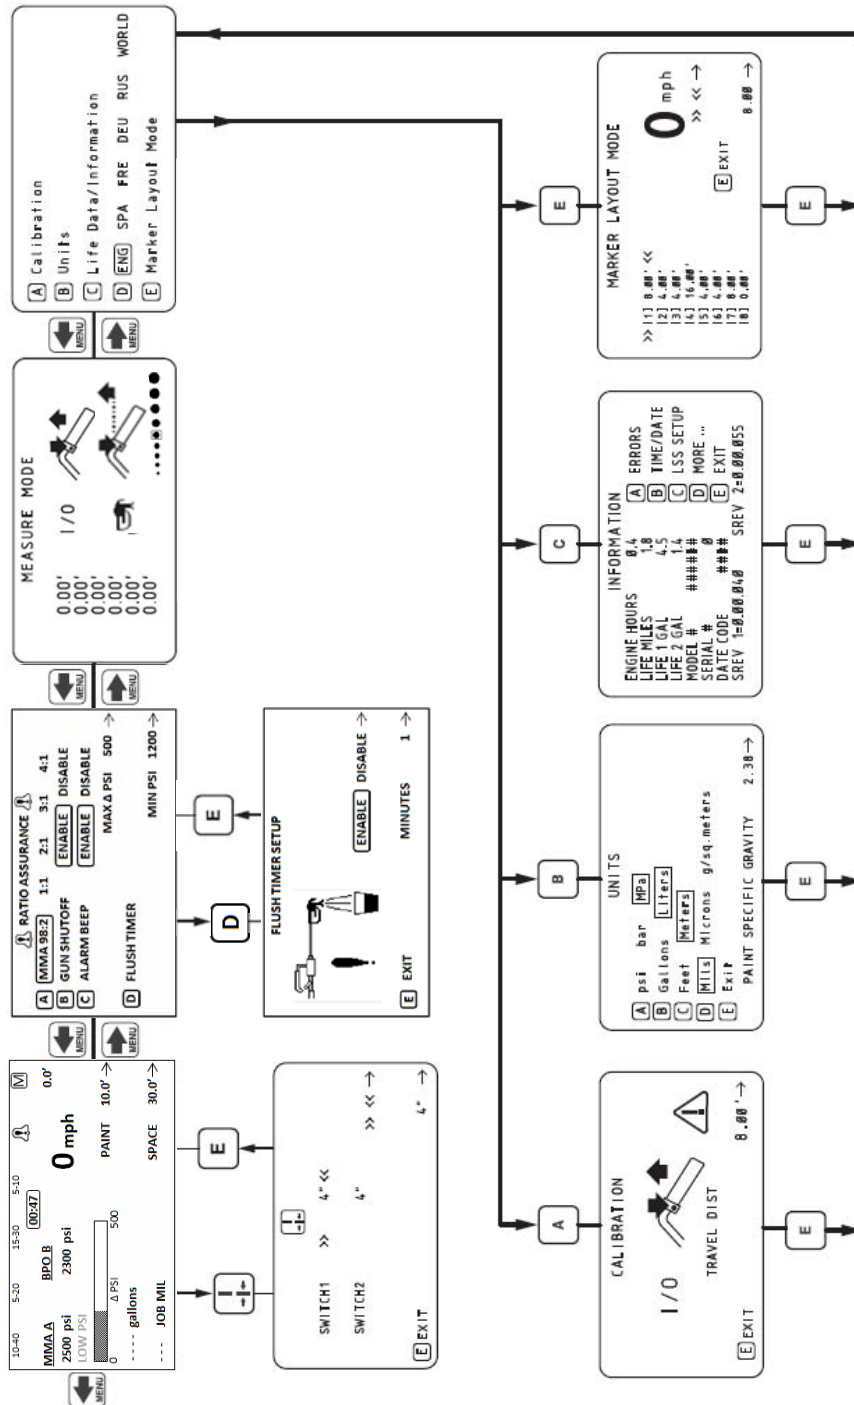 10-40 5-20 15-30 5-10
MMA A BPO B 00:47 M
2500 psi 2300 psi 0.0'
LOW PSI
0 mph
0 Δ PSI 500
PAINT 10.0' →
- - - - gallons
- - - JOB MIL SPACE 30.0' →
MENU
MENU
MENU
RATIO ASSURANCE
A MMA 98:2 1:1 2:1 3:1 4:1
B GUN SHUTOFF ENABLE DISABLE
C ALARM BEEP ENABLE DISABLE
MAX Δ PSI 500 →
D FLUSH TIMER MIN PSI 1200 →
MENU
MENU
MEASURE MODE
0.00' I/O
0.00'
0.00'
0.00'
0.00'
0.00'
MENU
MENU
A Calibration
B Units
C Life Data/Information
D ENG SPA FRE DEU RUS WORLD
E Marker Layout Mode
E
D
E
SWITCH1 >> 4" <<
SWITCH2 4" >> << →
E EXIT 4" →
FLUSH TIMER SETUP
ENABLE DISABLE →
E EXIT MINUTES 1 →
A
B
C
E
CALIBRATION
I/O
TRAVEL DIST
E EXIT 8.00' →
UNITS
A psi bar MPa
B Gallons Liters
C Feet Meters
D Mils Microns g/sq.meters
E Exit
PAINT SPECIFIC GRAVITY 2.38 →
INFORMATION
ENGINE HOURS 0.4 A ERRORS
LIFE MILES 1.8 B TIME/DATE
LIFE 1 GAL 4.5 C LSS SETUP
LIFE 2 GAL 1.4 D MORE ...
MODEL # ###### E EXIT
SERIAL # 0
DATE CODE ####
SREV 1=0.00.040 SREV 2=0.00.055
MARKER LAYOUT MODE
>> [1] 8.00' <<
[2] 4.00'
[3] 4.00'
[4] 16.00'
[5] 4.00'
[6] 4.00'
[7] 8.00'
[8] 0.00'
0 mph
>> << →
E EXIT
8.00 →
E
E
E
E